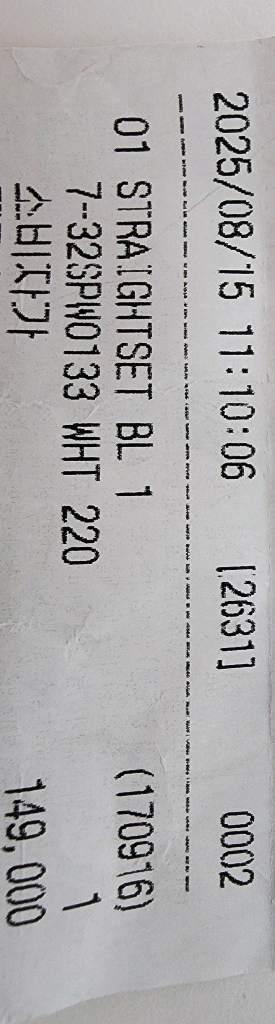 2025/08/15 11:10:06 [2631] 0002
01 STRAIGHTSET BL 1 (170916)
7-32SPW0133 WHT 220 1
소비자가 149,000